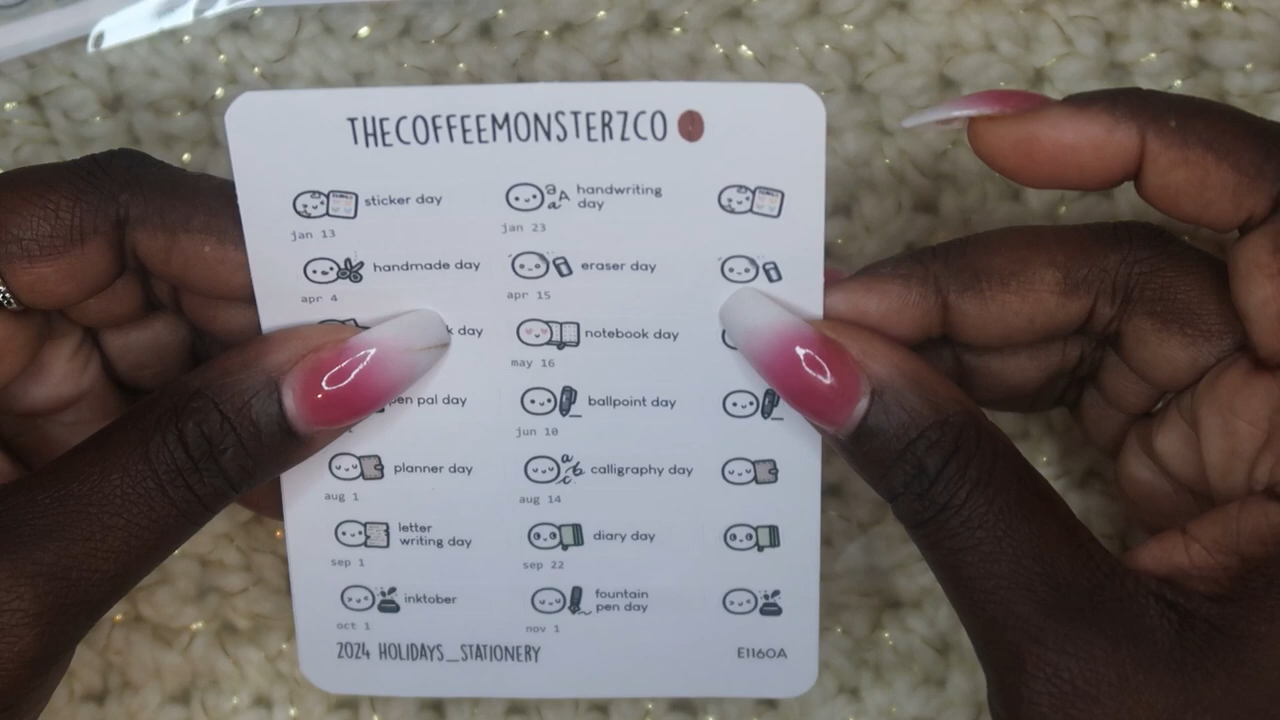 THECOFFEEMONSTERZCO
sticker day
jan 13
handwriting
day
jan 23
handmade day
apr 4
eraser day
apr 15
day
notebook day
may 16
pen pal day
ballpoint day
jun 10
planner day
aug 1
calligraphy day
aug 14
letter
writing day
sep 1
diary day
sep 22
inktober
oct 1
fountain
pen day
nov 1
2024 HOLIDAYS_STATIONERY
E1160A